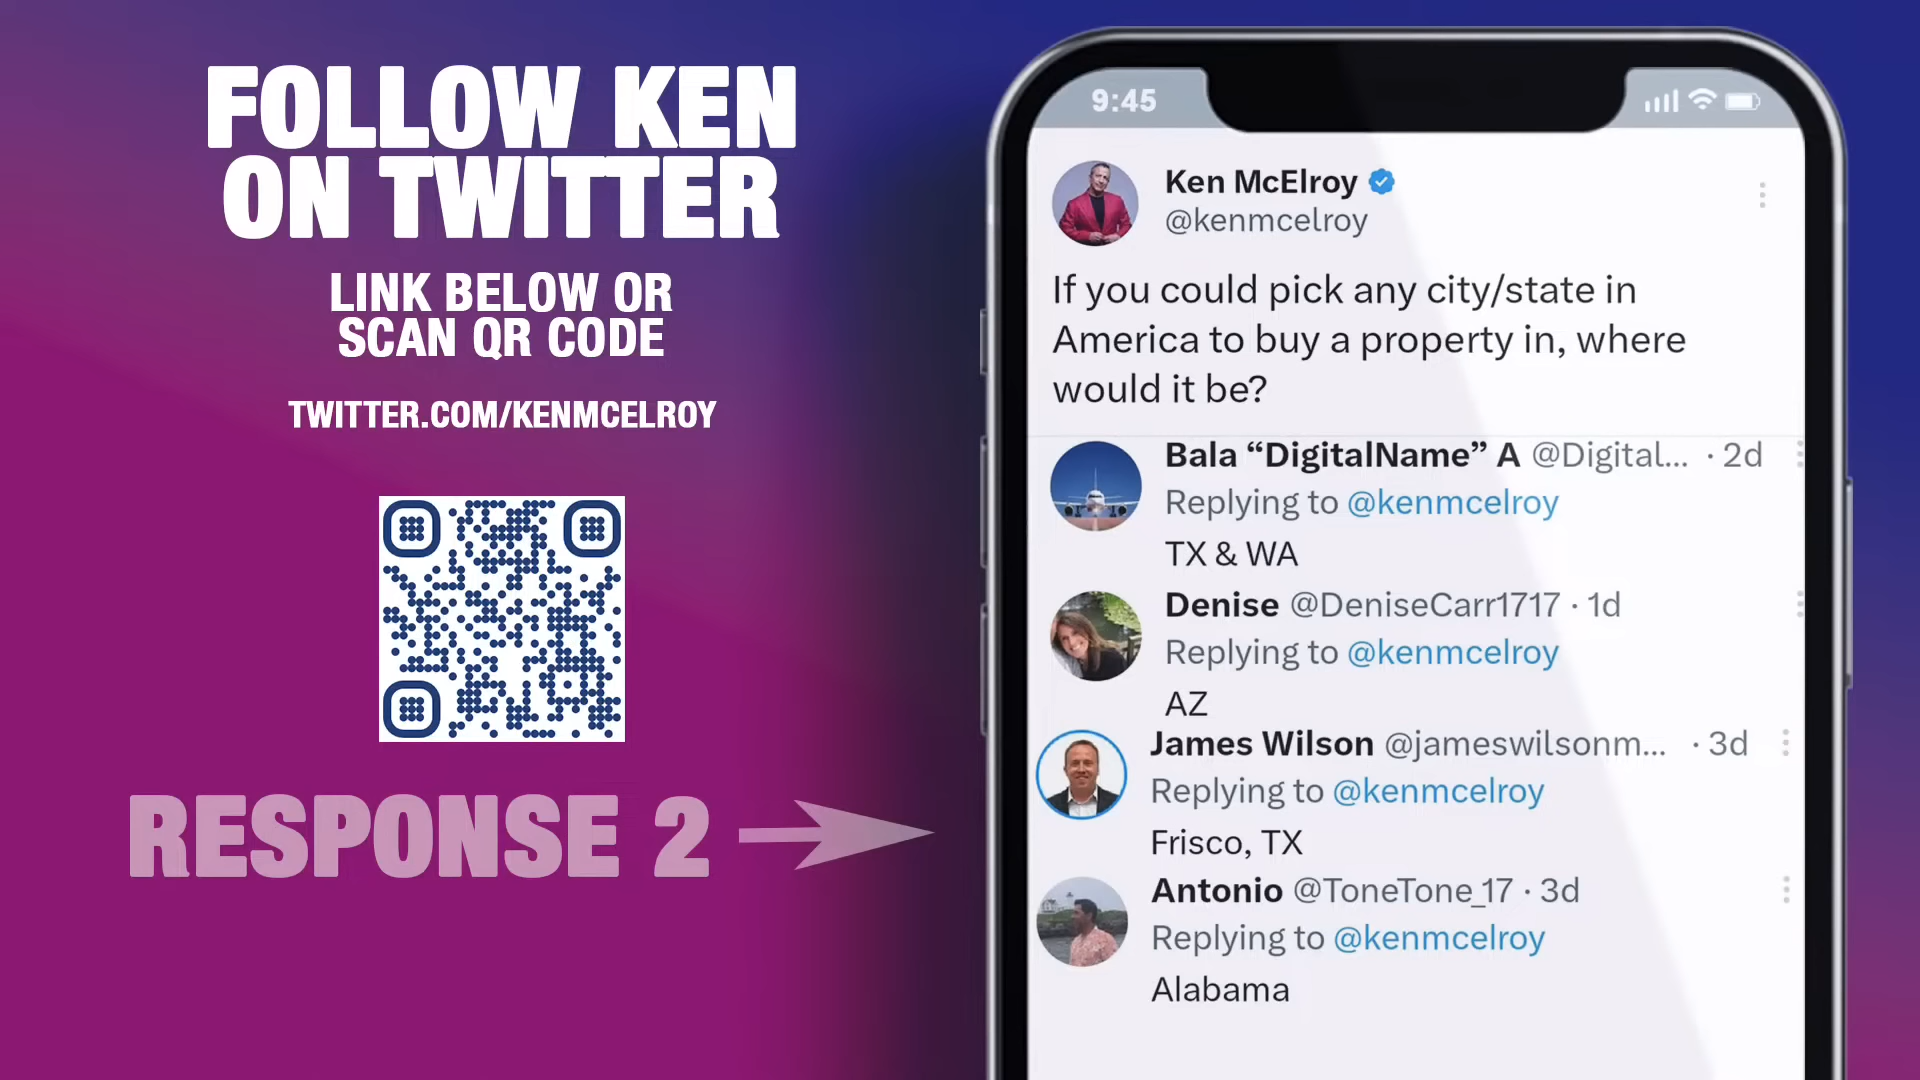 FOLLOW KEN
ON TWITTER
LINK BELOW OR
SCAN QR CODE
TWITTER.COM/KENMCELROY
RESPONSE 2
9:45
Ken McElroy
@kenmcelroy
If you could pick any city/state in
America to buy a property in, where
would it be?
Bala “DigitalName” A @Digital... · 2d
Replying to @kenmcelroy
TX & WA
Denise @DeniseCarr1717 · 1d
Replying to @kenmcelroy
AZ
James Wilson @jameswilsonm... · 3d
Replying to @kenmcelroy
Frisco, TX
Antonio @ToneTone_17 · 3d
Replying to @kenmcelroy
Alabama